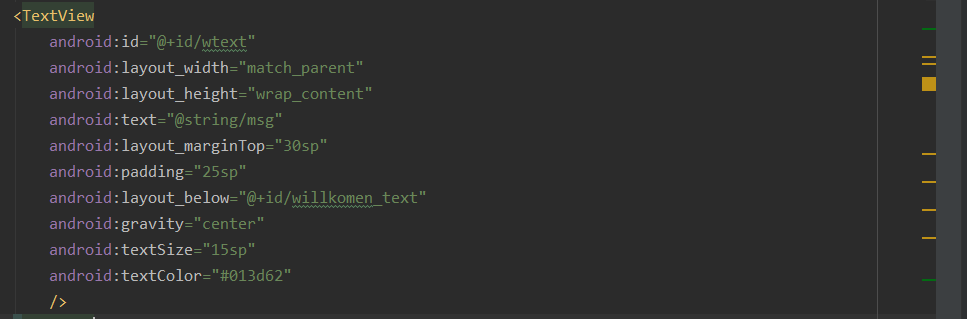 <TextView
android:id="@+id/wtext"
android:layout_width="match_parent"
android:layout_height="wrap_content"
android:text="@string/msg"
android:layout_marginTop="30sp"
android:padding="25sp"
android:layout_below="@+id/willkomen_text"
android:gravity="center"
android:textSize="15sp"
android:textColor="#013d62"
/>